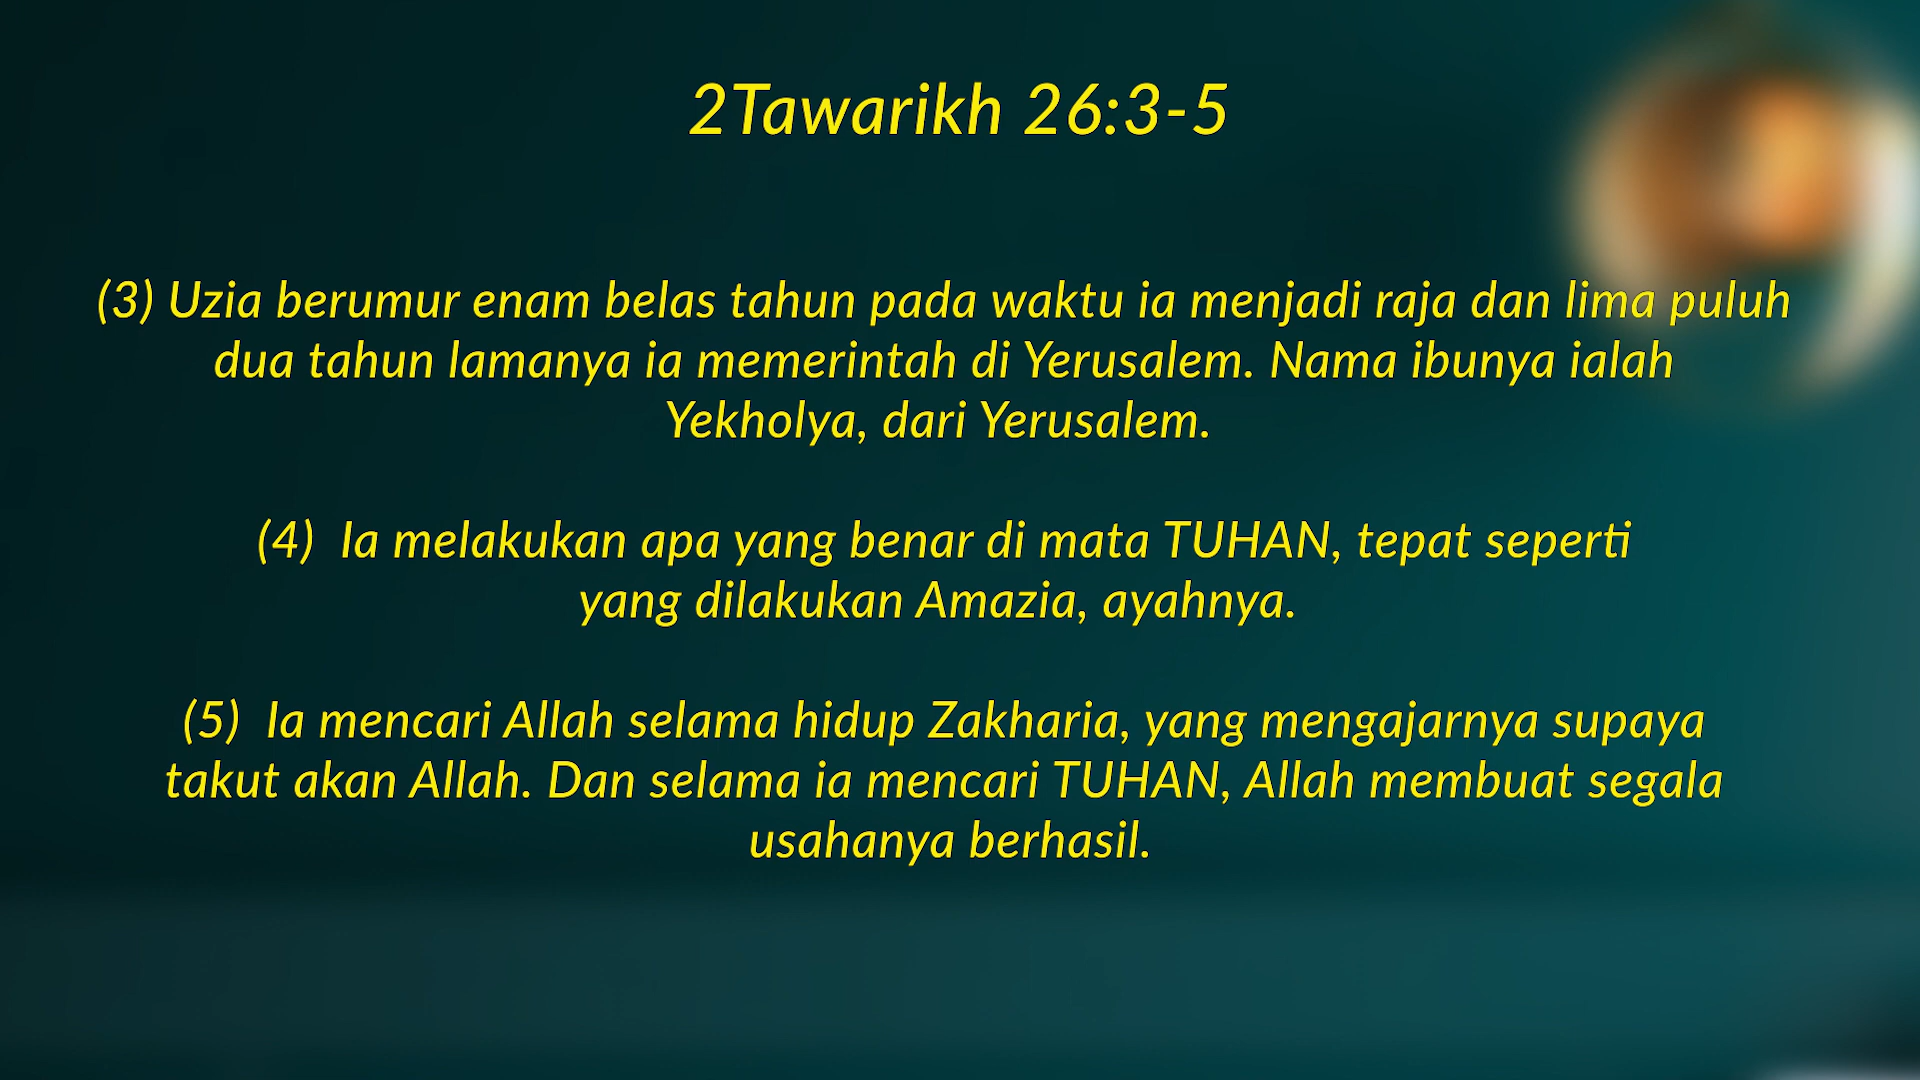 2Tawarikh 26:3-5
(3) Uzia berumur enam belas tahun pada waktu ia menjadi raja dan lima puluh
dua tahun lamanya ia memerintah di Yerusalem. Nama ibunya ialah
Yekholya, dari Yerusalem.
(4) Ia melakukan apa yang benar di mata TUHAN, tepat seperti
yang dilakukan Amazia, ayahnya.
(5) Ia mencari Allah selama hidup Zakharia, yang mengajarnya supaya
takut akan Allah. Dan selama ia mencari TUHAN, Allah membuat segala
usahanya berhasil.